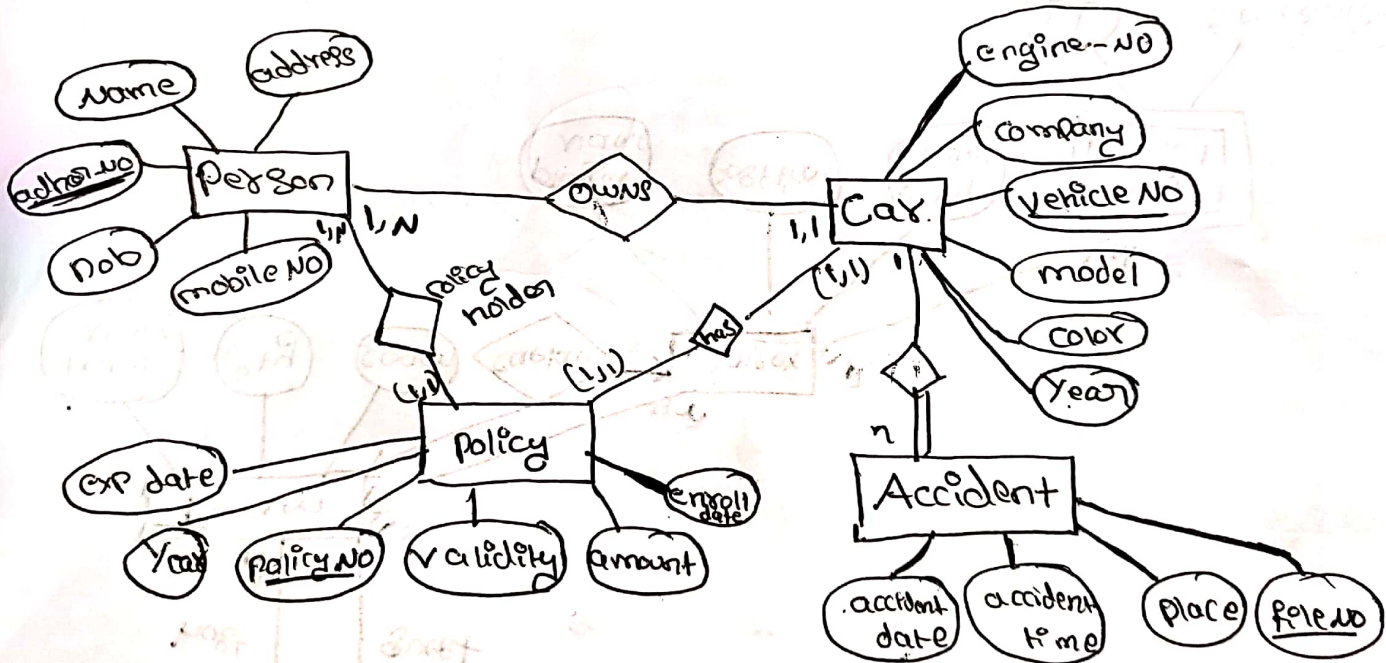 engine-NO
address
Name
company
Person
adhar-NO
OWNS
Car
Vehicle NO
1,N
1,N
1,1
DOB
mobile NO
model
policy
holder
(1,1)
1
color
has
Year
(1,1)
(1,1)
n
Policy
exp date
enroll
date
Accident
Year
Policy NO
Validity
amount
accident
date
accident
time
place
file NO